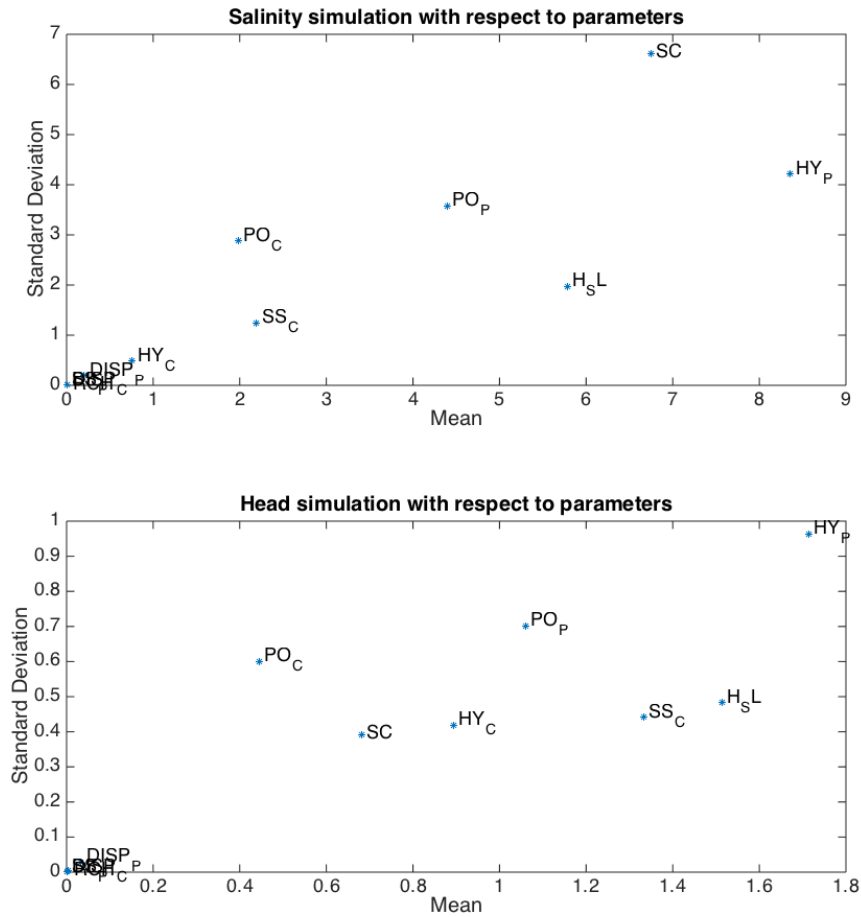 Salinity simulation with respect to parameters
7
SC
6
5
HY_P
4
PO_P
PO_C
3
H_SL
2
SS_C
1
HY_C
DISP_P
0
0 1 2 3 4 5 6 7 8 9
Standard Deviation
Mean
Head simulation with respect to parameters
1
HY_P
0.9
0.8
0.7
PO_P
0.6
PO_C
0.5
H_SL
SS_C
HY_C
0.4
SC
0.3
0.2
0.1
DISP_P
0
0 0.2 0.4 0.6 0.8 1 1.2 1.4 1.6 1.8
Standard Deviation
Mean